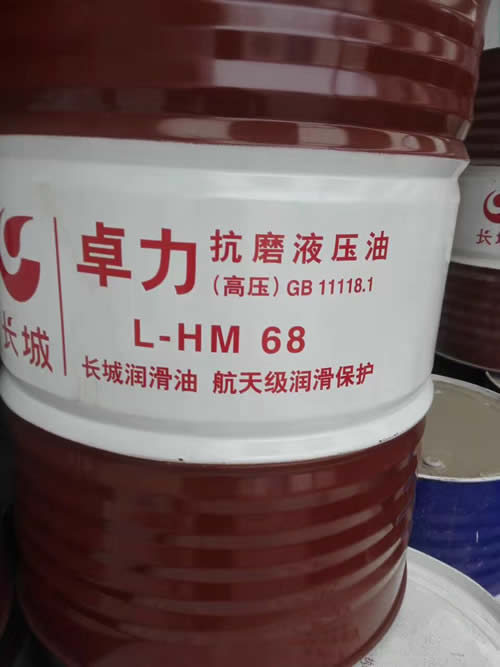 卓力 抗磨液压油
(高压) GB 11118.1
L-HM 68
长城
长城润滑油 航天级润滑保护
长